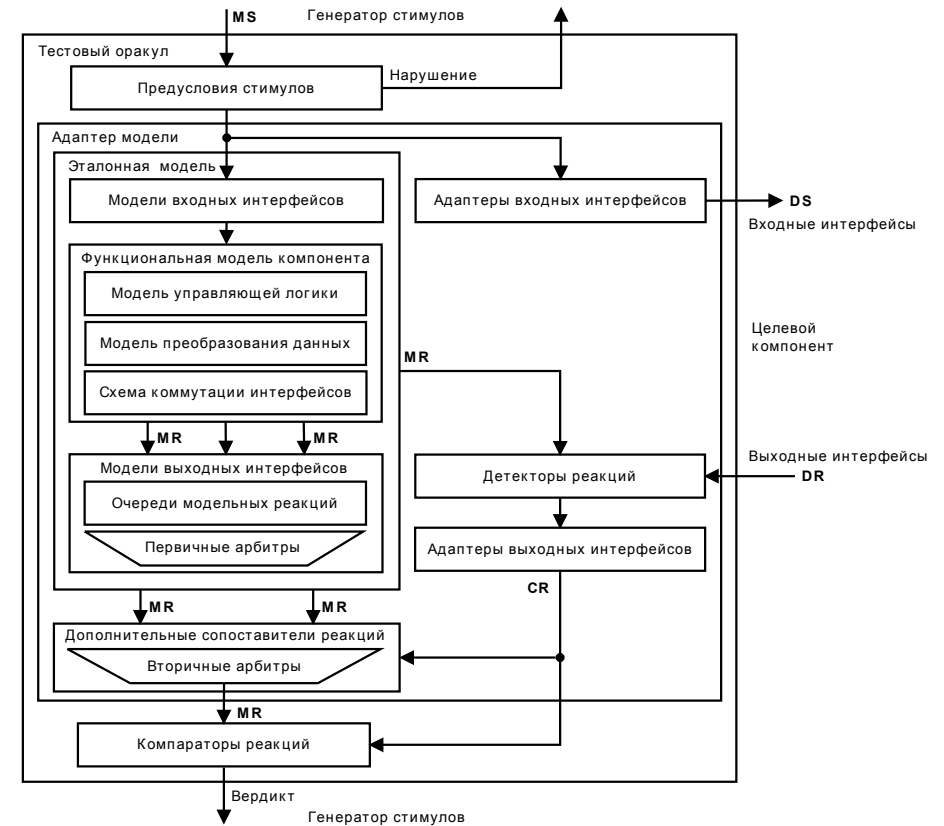 MS
Генератор стимулов
Тестовый оракул
Предусловия стимулов
Нарушение
Адаптер модели
Эталонная модель
Модели входных интерфейсов
Адаптеры входных интерфейсов
DS
Входные интерфейсы
Функциональная модель компонента
Модель управляющей логики
Модель преобразования данных
Схема коммутации интерфейсов
MR
Целевой
компонент
MR
MR
Модели выходных интерфейсов
Очереди модельных реакций
Первичные арбитры
Детекторы реакций
Выходные интерфейсы
DR
Адаптеры выходных интерфейсов
CR
MR
MR
Дополнительные сопоставители реакций
Вторичные арбитры
MR
Компараторы реакций
Вердикт
Генератор стимулов